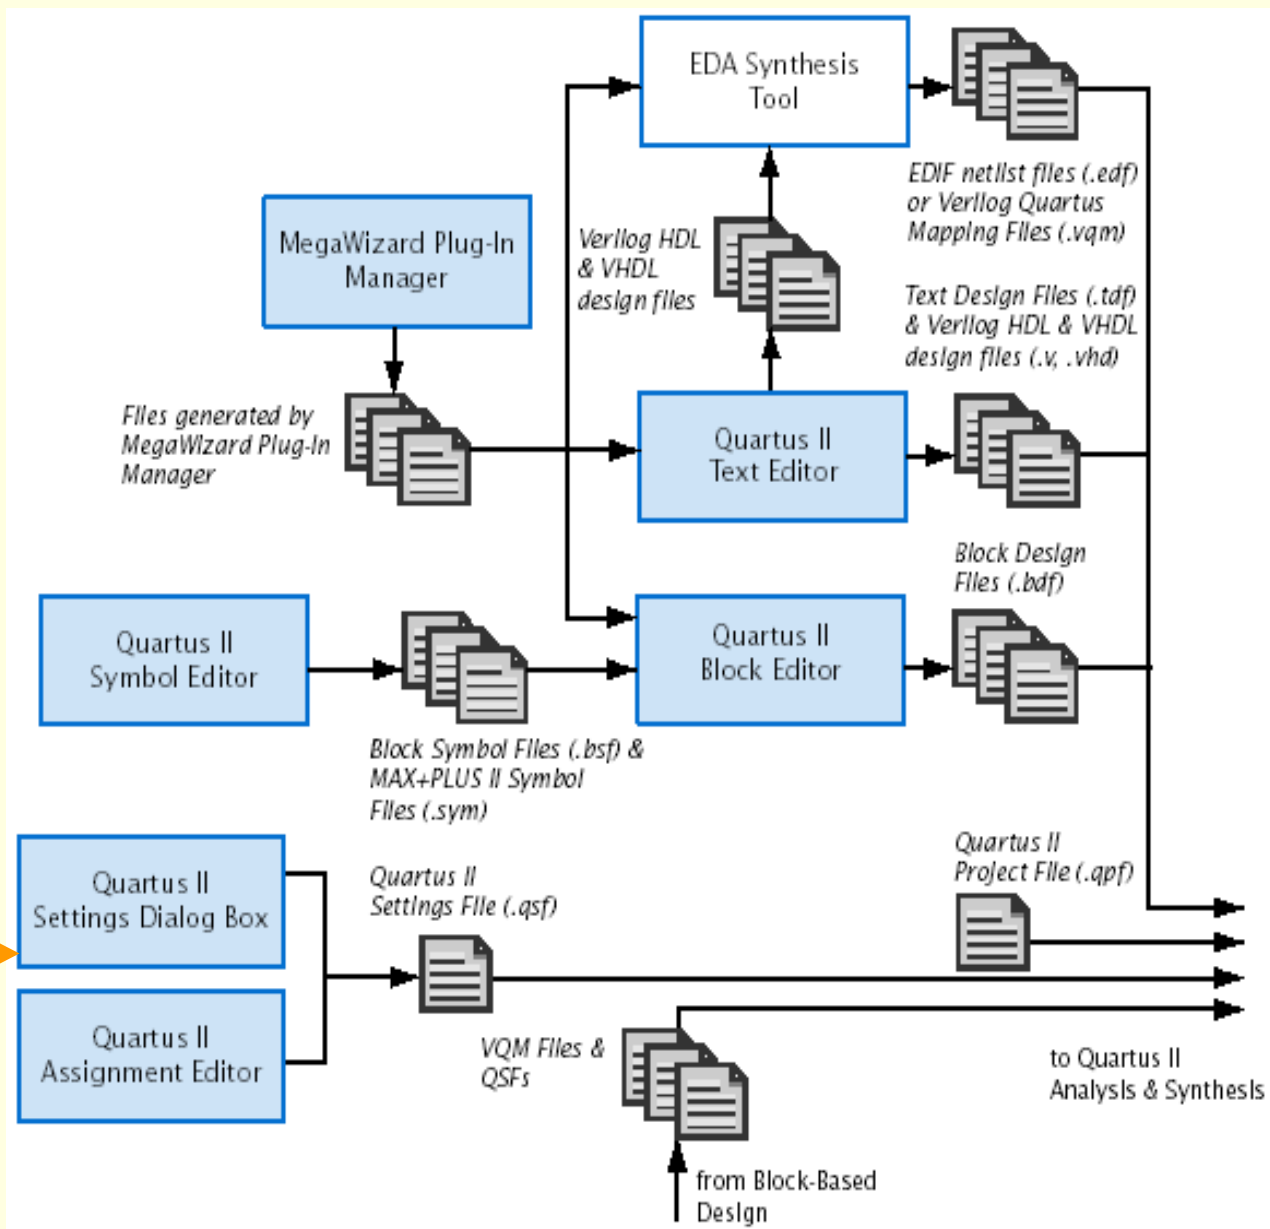 EDA Synthesis
Tool
EDIF netlist files (.edf)
or Verilog Quartus
Mapping Files (.vqm)
MegaWizard Plug-In
Manager
Verilog HDL
& VHDL
design files
Text Design Files (.tdf)
& Verilog HDL & VHDL
design files (.v, .vhd)
Files generated by
MegaWizard Plug-In
Manager
Quartus II
Text Editor
Block Design
Files (.bdf)
Quartus II
Symbol Editor
Quartus II
Block Editor
Block Symbol Files (.bsf) &
MAX+PLUS II Symbol
Files (.sym)
Quartus II
Settings Dialog Box
Quartus II
Settings File (.qsf)
Quartus II
Project File (.qpf)
Quartus II
Assignment Editor
VQM Files &
QSFs
to Quartus II
Analysis & Synthesis
from Block-Based
Design